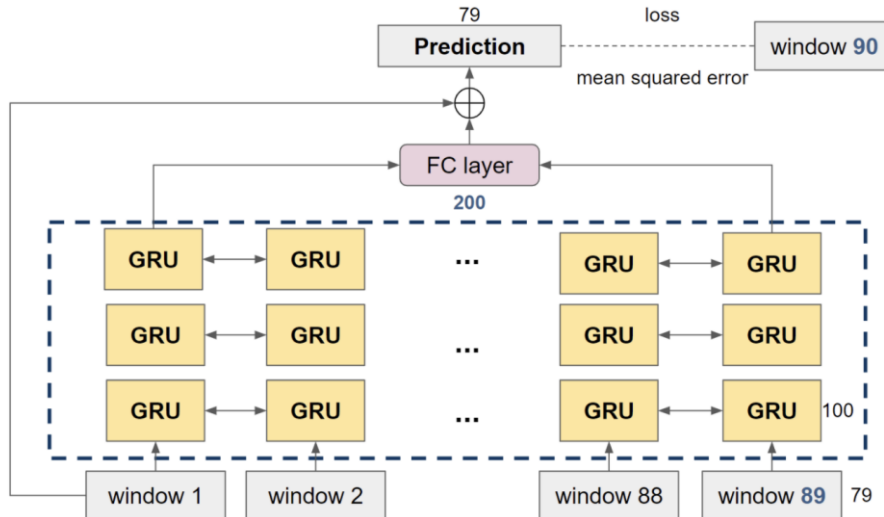 79
Prediction
loss
window 90
mean squared error
FC layer
200
GRU GRU ... GRU GRU
GRU GRU ... GRU GRU
GRU GRU ... GRU GRU 100
window 1 window 2 window 88 window 89 79